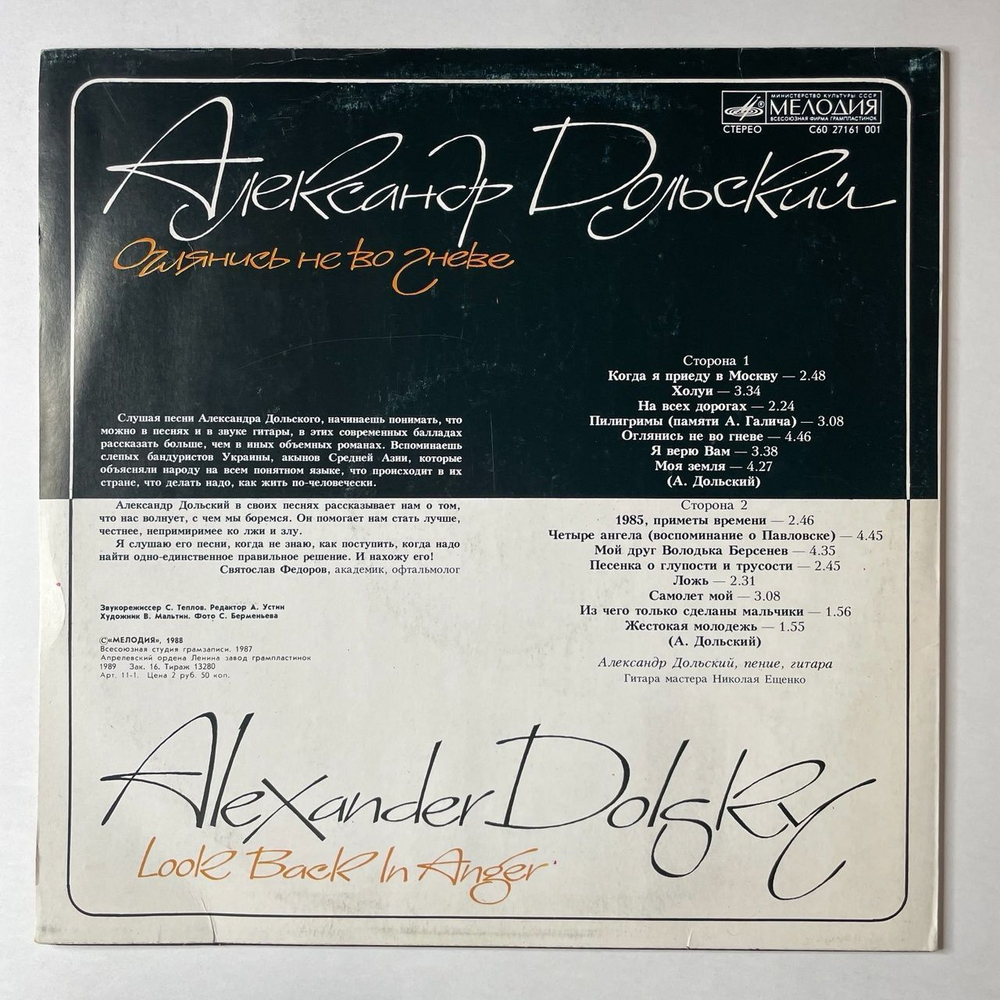 МИНИСТЕРСТВО КУЛЬТУРЫ СССР
МЕЛОДИЯ
ВСЕСОЮЗНАЯ ФИРМА ГРАМПЛАСТИНОК
СТЕРЕО С60 27161 001
Александр Дольский
Оглянись не во гневе
Сторона 1
Когда я приеду в Москву — 2.48
Холуи — 3.34
На всех дорогах — 2.24
Пилигримы (памяти А. Галича) — 3.08
Оглянись не во гневе — 4.46
Я верю Вам — 3.38
Моя земля — 4.27
(А. Дольский)
Слушая песни Александра Дольского, начинаешь понимать, что
можно в песнях и в звуке гитары, в этих современных балладах
рассказать больше, чем в иных объемных романах. Вспоминаешь
слепых бандуристов Украины, акынов Средней Азии, которые
объясняли народу на всем понятном языке, что происходит в их
стране, что делать надо, как жить по-человечески.
Александр Дольский в своих песнях рассказывает нам о том,
что нас волнует, с чем мы боремся. Он помогает нам стать лучше,
честнее, непримиримее ко лжи и злу.
Я слушаю его песни, когда не знаю, как поступить, когда надо
найти одно-единственное правильное решение. И нахожу его!
Святослав Федоров, академик, офтальмолог
Сторона 2
1985, приметы времени — 2.46
Четыре ангела (воспоминание о Павловске) — 4.45
Мой друг Володька Берсенев — 4.35
Песенка о глупости и трусости — 2.45
Ложь — 2.31
Самолет мой — 3.08
Из чего только сделаны мальчики — 1.56
Жестокая молодежь — 1.55
(А. Дольский)
Александр Дольский, пение, гитара
Гитара мастера Николая Ещенко
Звукорежиссер С. Теплов. Редактор А. Устин
Художник В. Мальтин. Фото С. Берменьева
©«МЕЛОДИЯ», 1988
Всесоюзная студия грамзаписи. 1987
Апрелевский ордена Ленина завод грампластинок
1989 Зак. 16. Тираж 13280
Арт. 11-1. Цена 2 руб. 50 коп.
Alexander Dolsky
Look Back In Anger